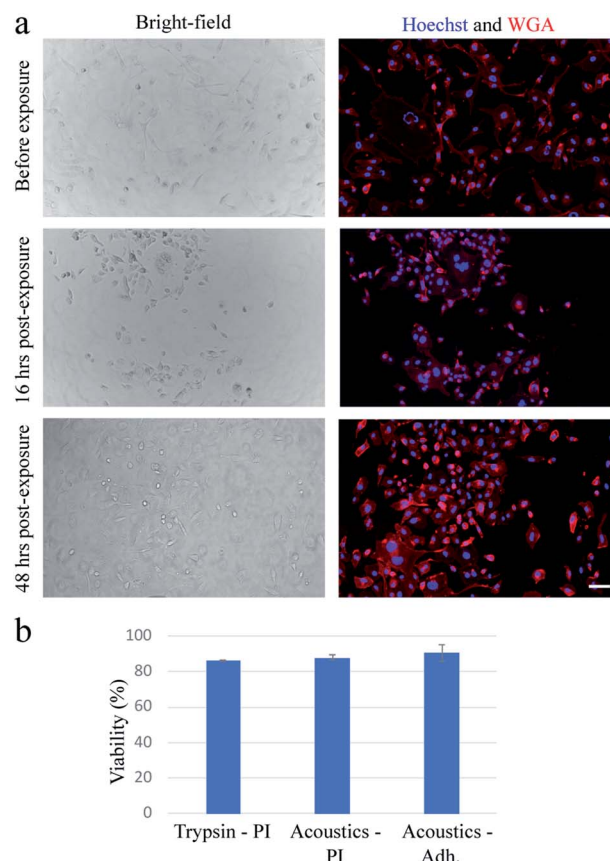 a
Bright-field
Hoechst and WGA
Before exposure
16 hrs post-exposure
48 hrs post-exposure
b
Viability (%)
100
80
60
40
20
0
Trypsin - PI
Acoustics -
PI
Acoustics -
Adh.